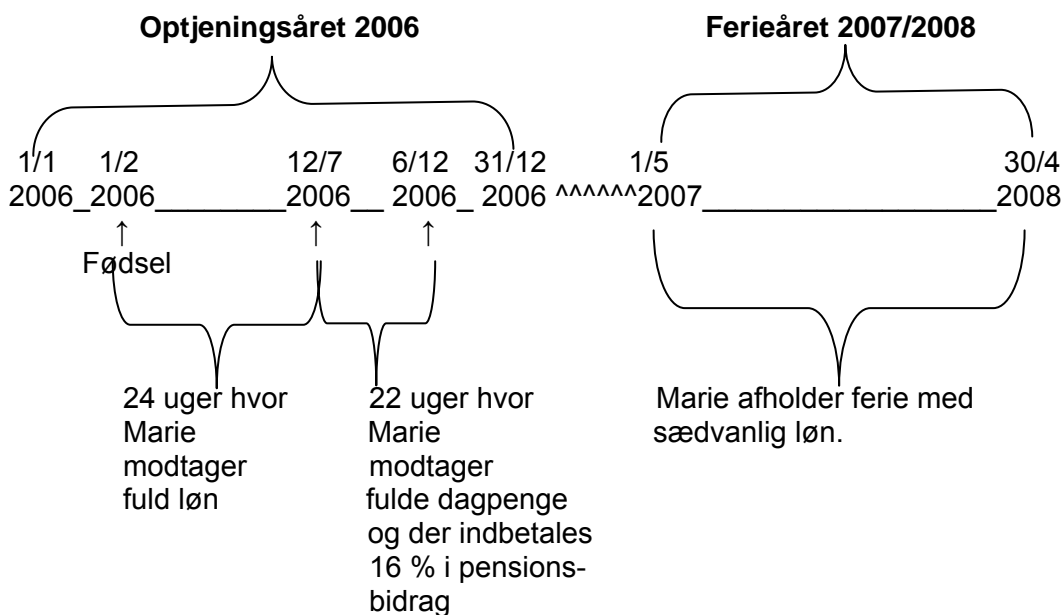 Optjeningsåret 2006 Ferieåret 2007/2008
1/1 1/2 12/7 6/12 31/12 1/5 30/4
2006_2006________2006__ 2006_ 2006 ^^^^^^2007__________________2008
↑ ↑ ↑
Fødsel
24 uger hvor
Marie
modtager
fuld løn
22 uger hvor
Marie
modtager
fulde dagpenge
og der indbetales
16 % i pensions-
bidrag
Marie afholder ferie med
sædvanlig løn.